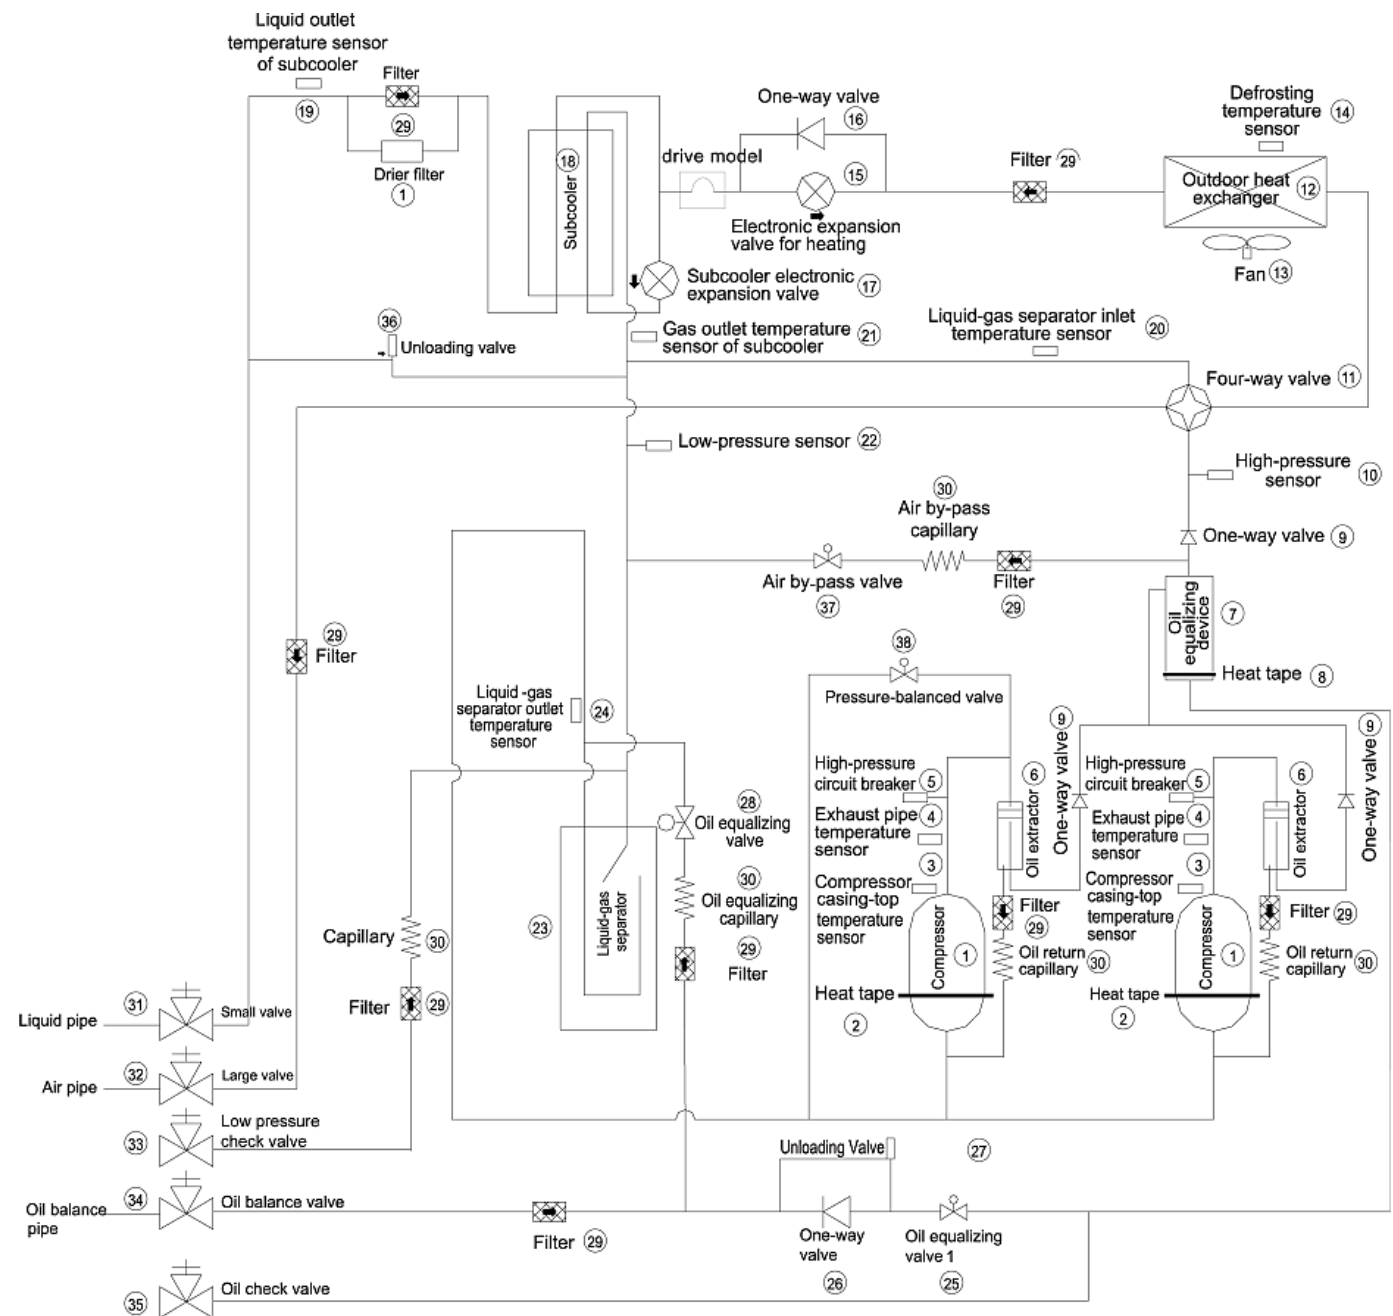 Liquid outlet
temperature sensor
of subcooler
19
Filter
29
Drier filter
1
18
Subcooler
One-way valve
16
drive model
15
Electronic expansion
valve for heating
Filter 29
Defrosting
temperature
sensor
14
Outdoor heat
exchanger
12
Fan 13
Subcooler electronic
expansion valve
17
36
Unloading valve
Gas outlet temperature
sensor of subcooler
21
Liquid-gas separator inlet
temperature sensor
20
Four-way valve 11
Low-pressure sensor 22
High-pressure
sensor
10
30
Air by-pass
capillary
One-way valve 9
Air by-pass valve
37
Filter
29
Oil
equalizing
device
7
Heat tape 8
29
Filter
38
Pressure-balanced valve
Liquid -gas
separator outlet
temperature
sensor
24
High-pressure
circuit breaker
5
4
Exhaust pipe
temperature
sensor
3
Compressor
casing-top
temperature
sensor
6
Oil extractor
9
One-way valve
High-pressure
circuit breaker
5
4
Exhaust pipe
temperature
sensor
3
Compressor
casing-top
temperature
sensor
6
Oil extractor
9
One-way valve
28
Oil equalizing
valve
30
Oil equalizing
capillary
29
Filter
23
Liquid-gas
separator
Capillary
30
Filter 29
Compressor
1
Filter
29
Oil return
capillary
30
Heat tape
2
Compressor
1
Filter 29
Oil return
capillary
30
Heat tape
2
31
Liquid pipe
Small valve
32
Air pipe
Large valve
33
Low pressure
check valve
34
Oil balance
pipe
Oil balance valve
Filter 29
Unloading Valve
27
One-way
valve
26
Oil equalizing
valve 1
25
35
Oil check valve